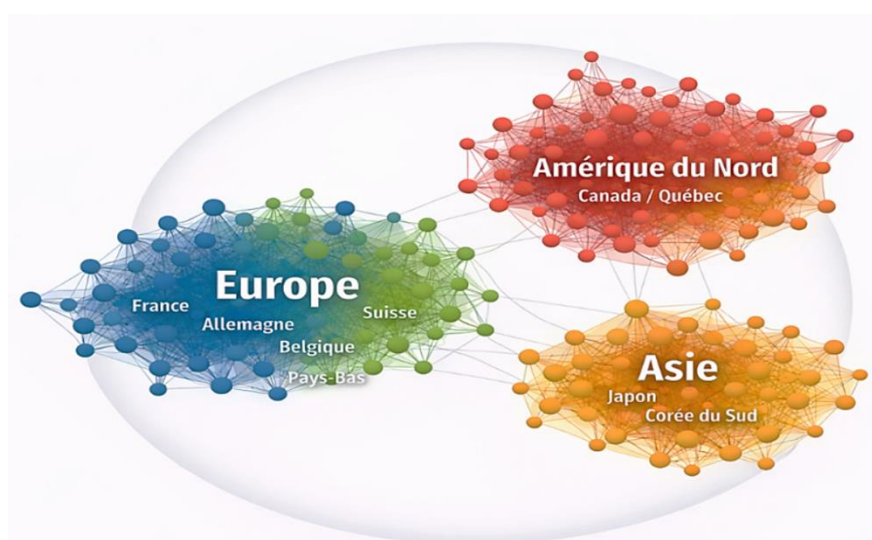 Amérique du Nord
Canada / Québec
Europe
France
Suisse
Allemagne
Belgique
Pays-Bas
Asie
Japon
Corée du Sud